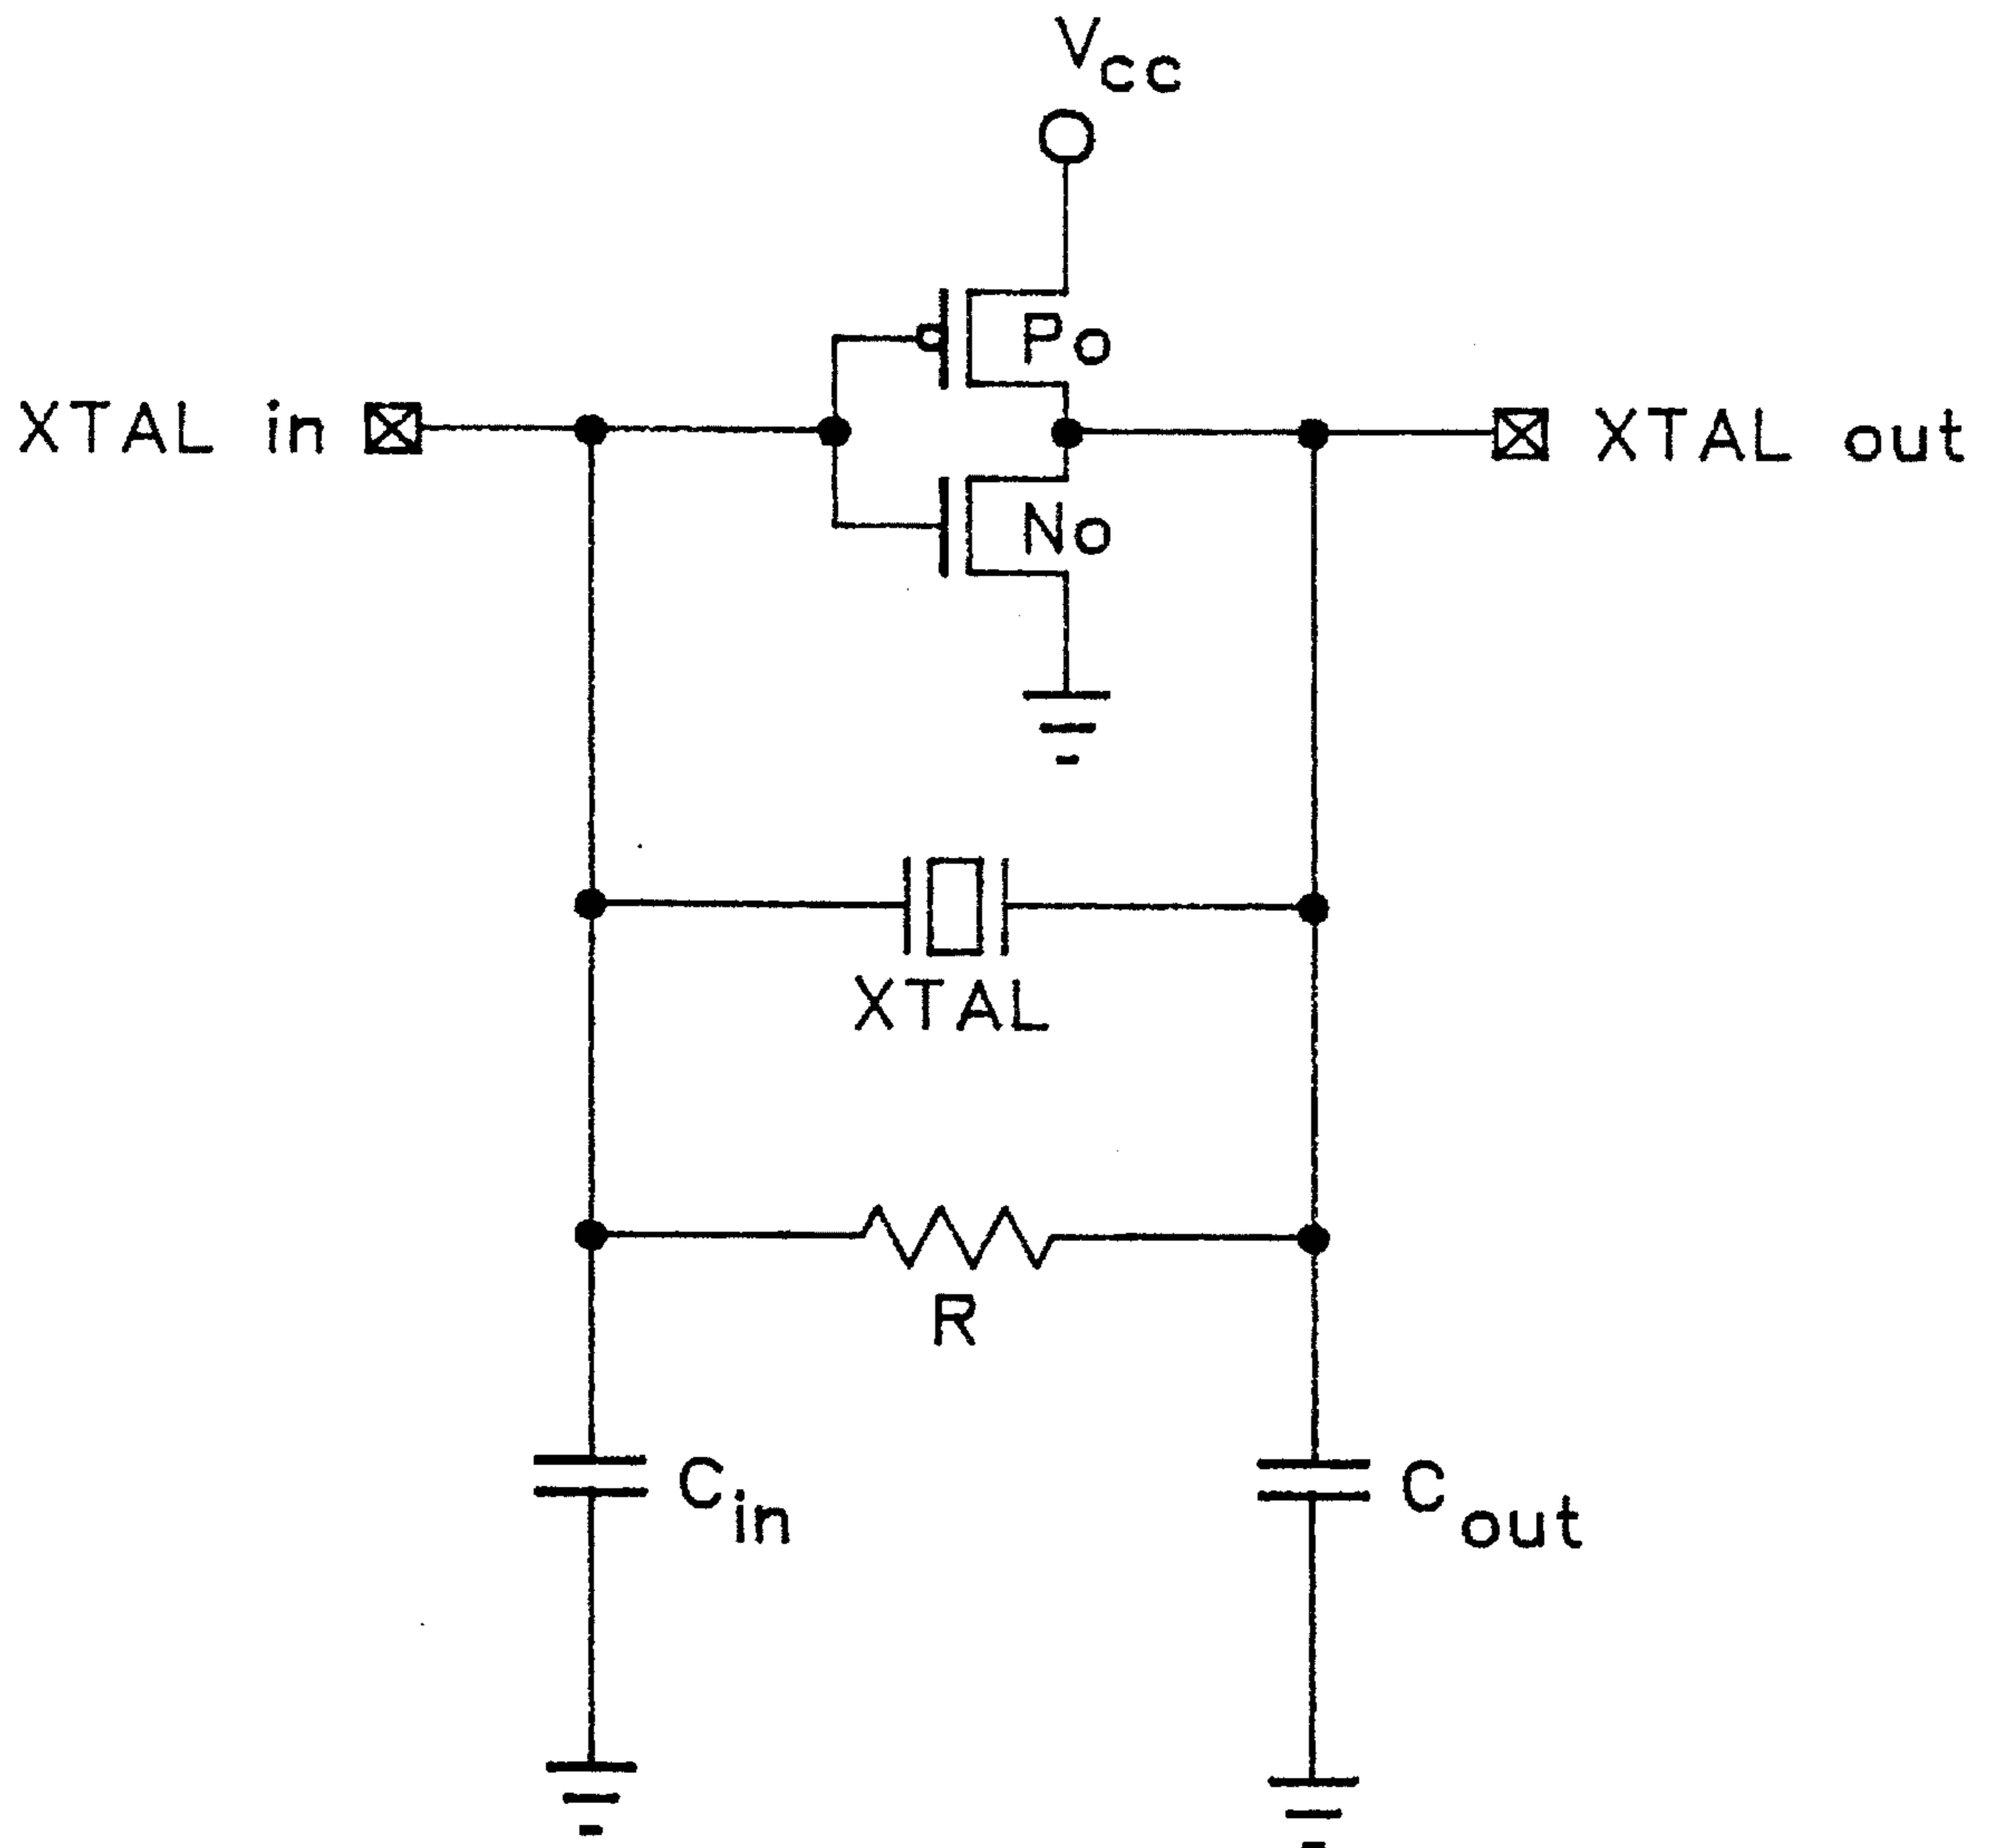 Vcc
Po
XTAL in
XTAL out
No
XTAL
R
Cin
Cout